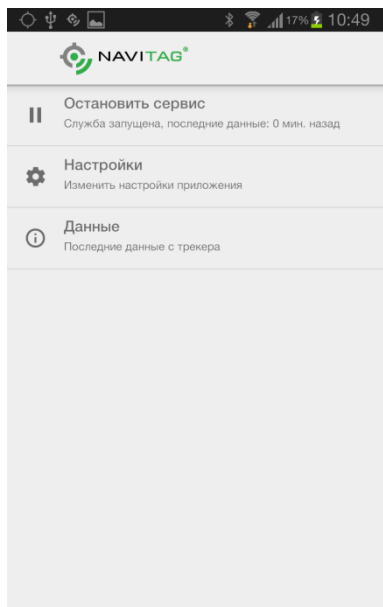 17% 10:49
NAVITAG®
Остановить сервис
Служба запущена, последние данные: 0 мин. назад
Настройки
Изменить настройки приложения
Данные
Последние данные с трекера